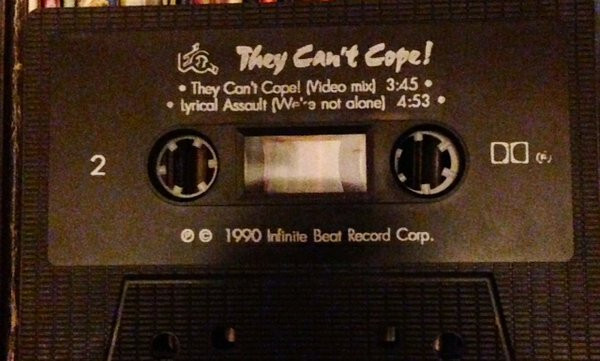 They Can't Cope!
• They Can't Cope! (Video mix) 3:45 •
• Lyrical Assault (We're not alone) 4:53 •
2
℗ © 1990 Infinite Beat Record Corp.